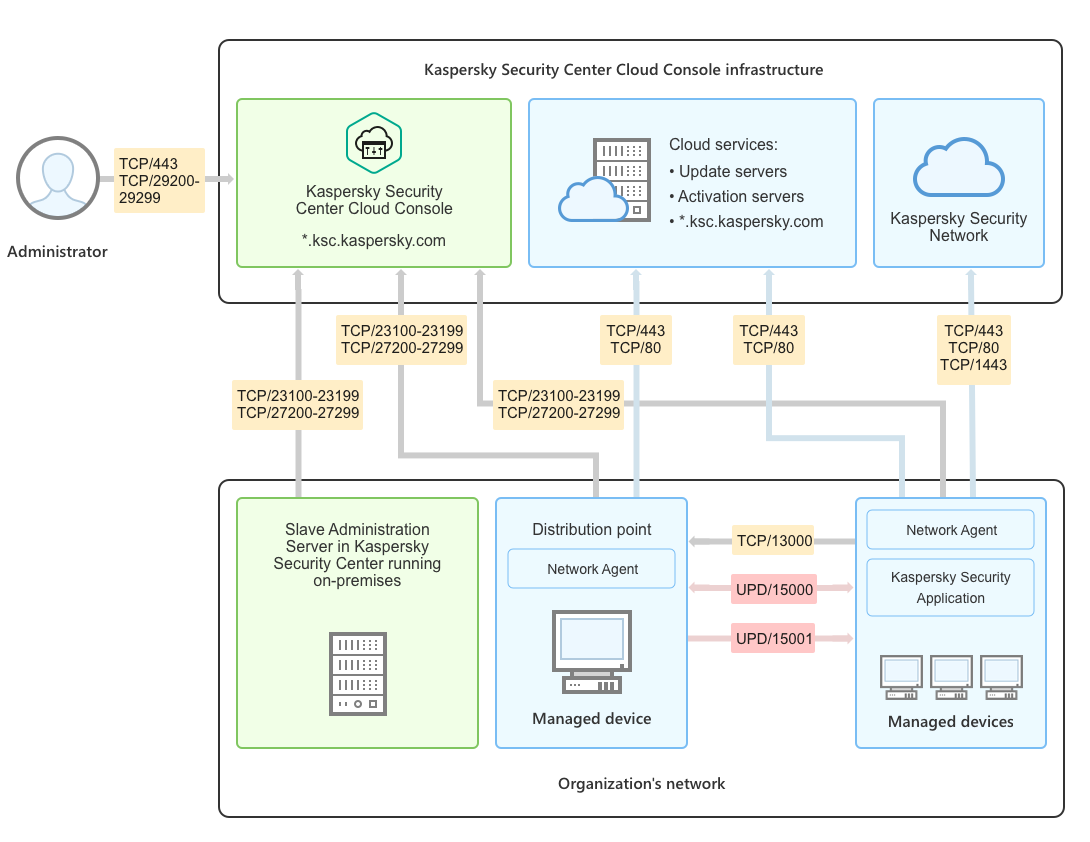 Kaspersky Security Center Cloud Console infrastructure
TCP/443
TCP/29200-
29299
Administrator
Kaspersky Security
Center Cloud Console
*.ksc.kaspersky.com
Cloud services:
• Update servers
• Activation servers
• *.ksc.kaspersky.com
Kaspersky Security
Network
TCP/23100-23199
TCP/27200-27299
TCP/443
TCP/80
TCP/443
TCP/80
TCP/443
TCP/80
TCP/1443
TCP/23100-23199
TCP/27200-27299
TCP/23100-23199
TCP/27200-27299
Slave Administration
Server in Kaspersky
Security Center running
on-premises
Distribution point
Network Agent
Managed device
TCP/13000
UPD/15000
UPD/15001
Network Agent
Kaspersky Security
Application
Managed devices
Organization's network